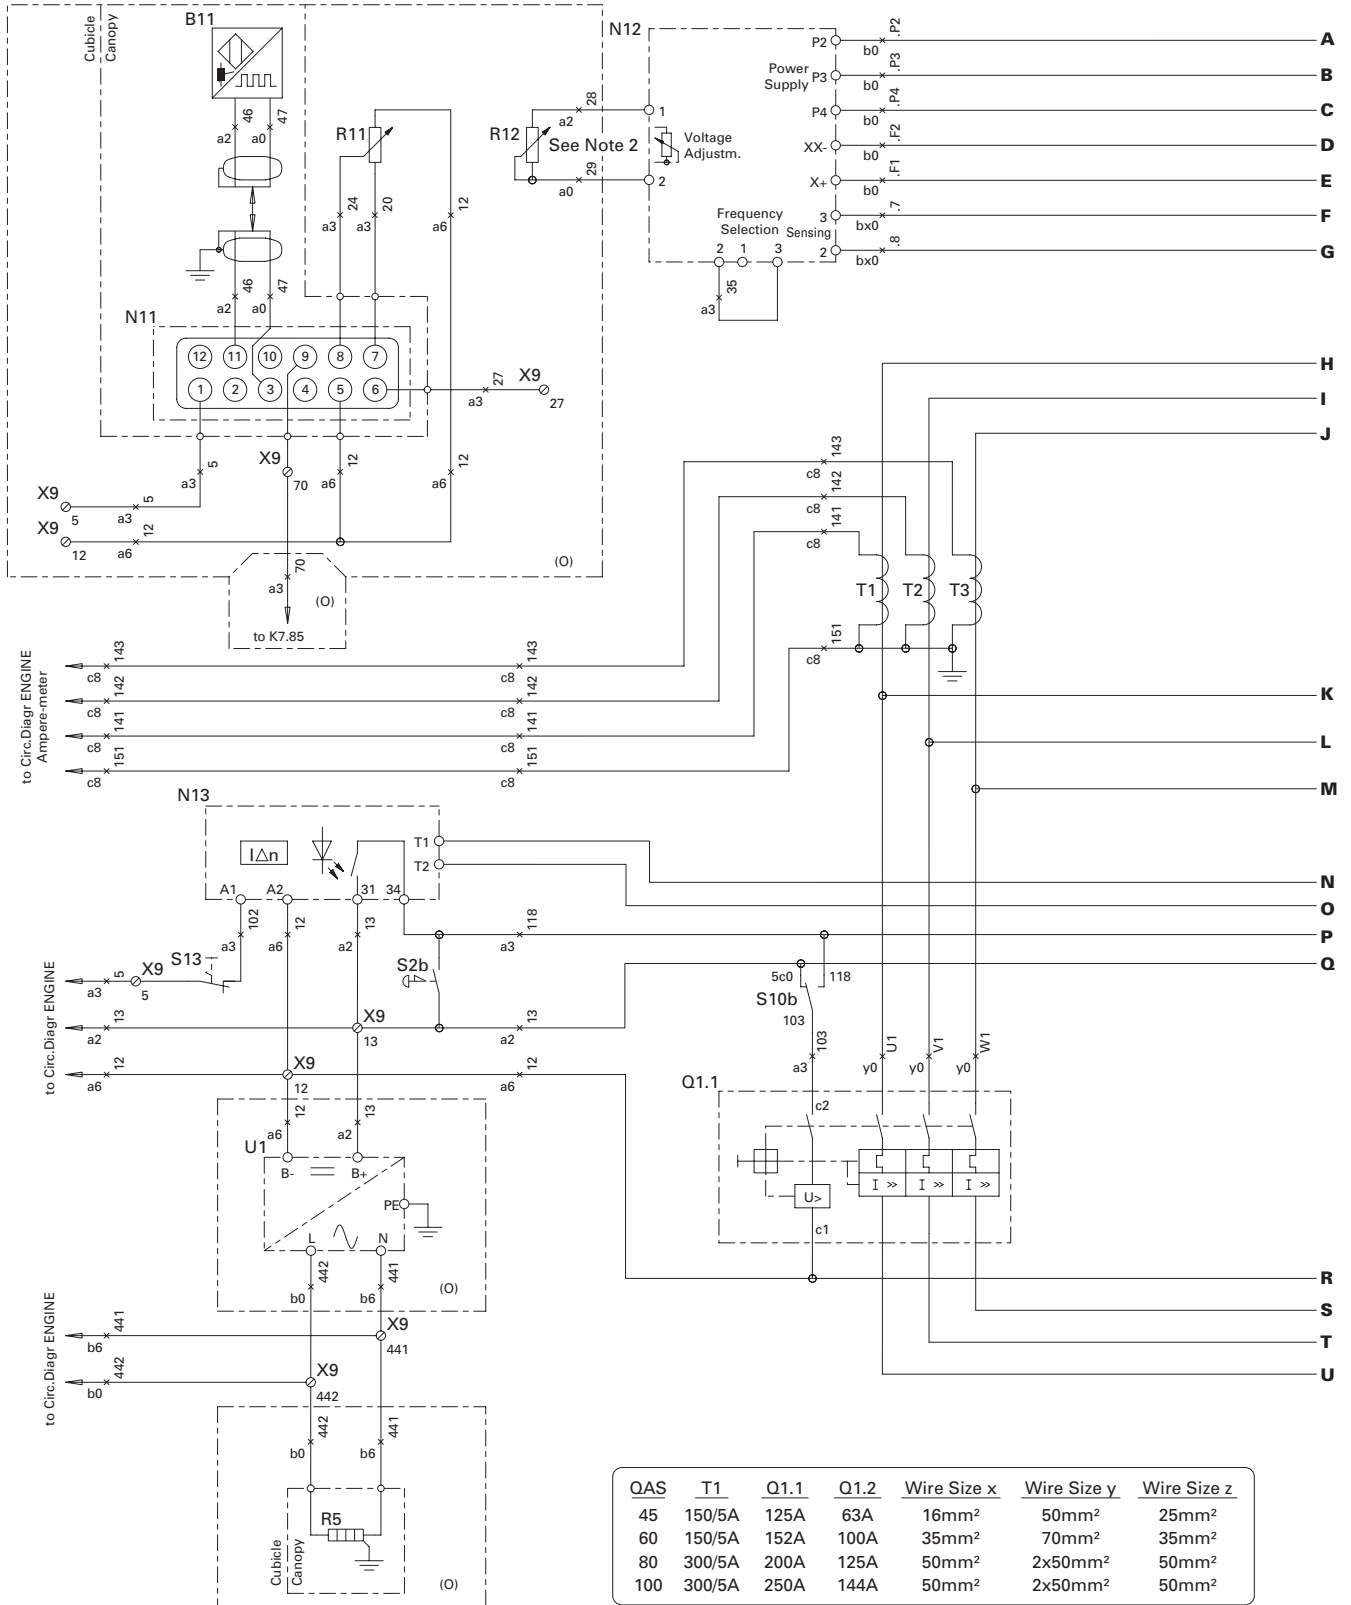 B11
N12
Cubicle
Canopy
P2
b0
.P2
A
Power
Supply
P3
b0
.P3
B
P4
b0
.P4
C
XX-
b0
.F2
D
X+
b0
.F1
E
3
bx0
.7
F
Sensing
2
bx0
.8
G
46
47
a2
a0
R11
R12
28
a2
See Note 2
1
Voltage
Adjustm.
29
a0
2
24
20
12
a3
a3
a6
Frequency
Selection
2 1 3
35
a3
46
47
a2
a0
N11
12 11 10 9 8 7
1 2 3 4 5 6
27
a3
X9
27
H
I
J
5
a3
X9
70
12
a6
12
a6
143
c8
142
c8
141
c8
X9
5
5
a3
X9
12
12
a6
(O)
70
a3
(O)
to K7.85
T1 T2 T3
151
c8
to Circ.Diagr ENGINE
Ampere-meter
143
c8
143
c8
142
c8
142
c8
141
c8
141
c8
151
c8
151
c8
K
L
M
N13
I△n
T1
T2
A1 A2 31 34
N
O
102
a3
12
a6
13
a2
118
a3
P
Q
to Circ.Diagr ENGINE
5
a3
X9
5
S13
S2b
5c0
118
S10b
103
13
a2
X9
13
13
a2
103
a3
U1
y0
V1
y0
W1
y0
12
a6
X9
12
12
a6
Q1.1
12
a6
13
a2
c2
U1
B- B+
PE
L N
I >> I >> I >>
U>
c1
442
b0
441
b6
(O)
R
S
T
U
to Circ.Diagr ENGINE
441
b6
X9
441
442
b0
X9
442
442
b0
441
b6
R5
Cubicle
Canopy
(O)
QAS T1 Q1.1 Q1.2 Wire Size x Wire Size y Wire Size z
45 150/5A 125A 63A 16mm² 50mm² 25mm²
60 150/5A 152A 100A 35mm² 70mm² 35mm²
80 300/5A 200A 125A 50mm² 2x50mm² 50mm²
100 300/5A 250A 144A 50mm² 2x50mm² 50mm²